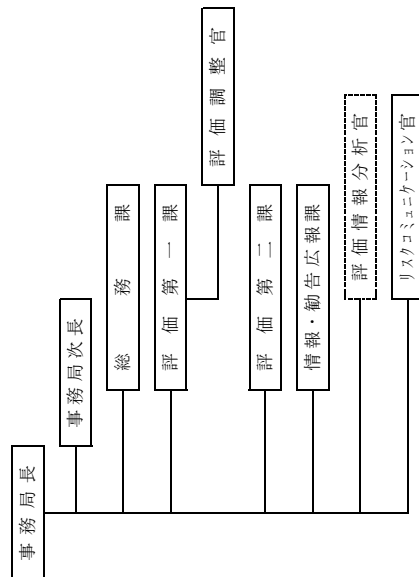 事務局長
事務局次長
総務課
評価第一課
評価調整官
評価第二課
情報・勧告広報課
評価情報分析官
リスクコミュニケーション官